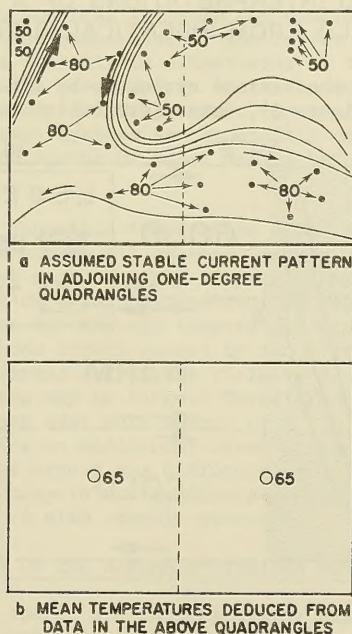 50
50
80
50
50
50
80
80
80
80
a ASSUMED STABLE CURRENT PATTERN
IN ADJOINING ONE-DEGREE
QUADRANGLES
65
65
b MEAN TEMPERATURES DEDUCED FROM
DATA IN THE ABOVE QUADRANGLES